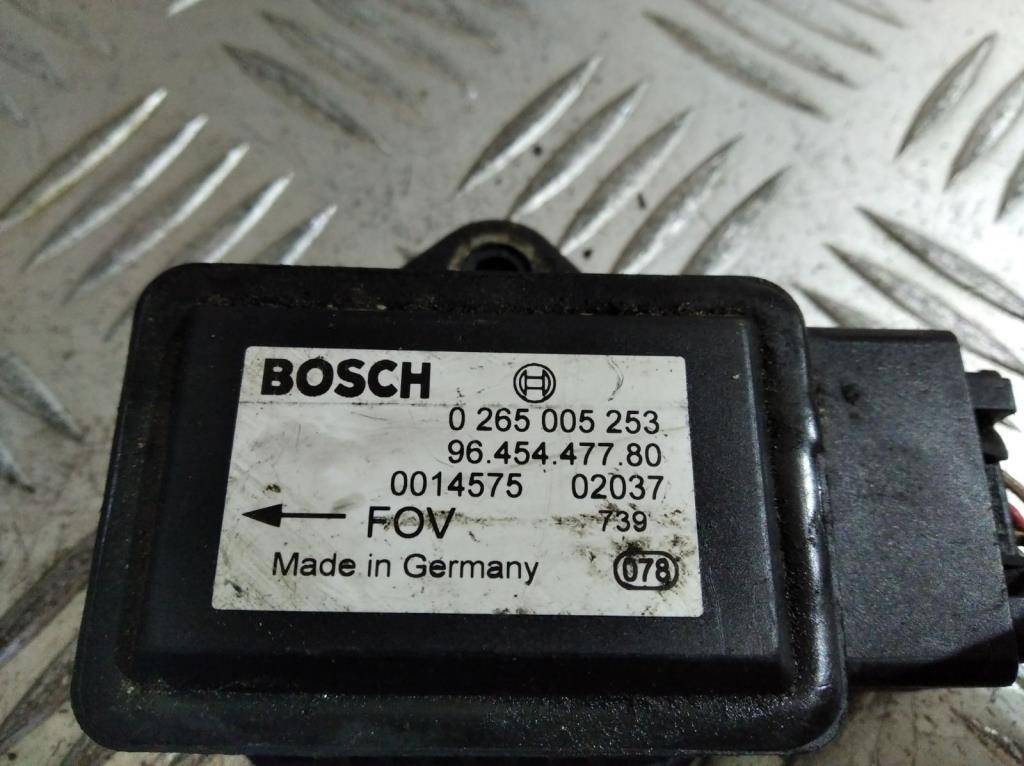 BOSCH
0 265 005 253
96.454.477.80
0014575 02037
FOV 739
Made in Germany 078